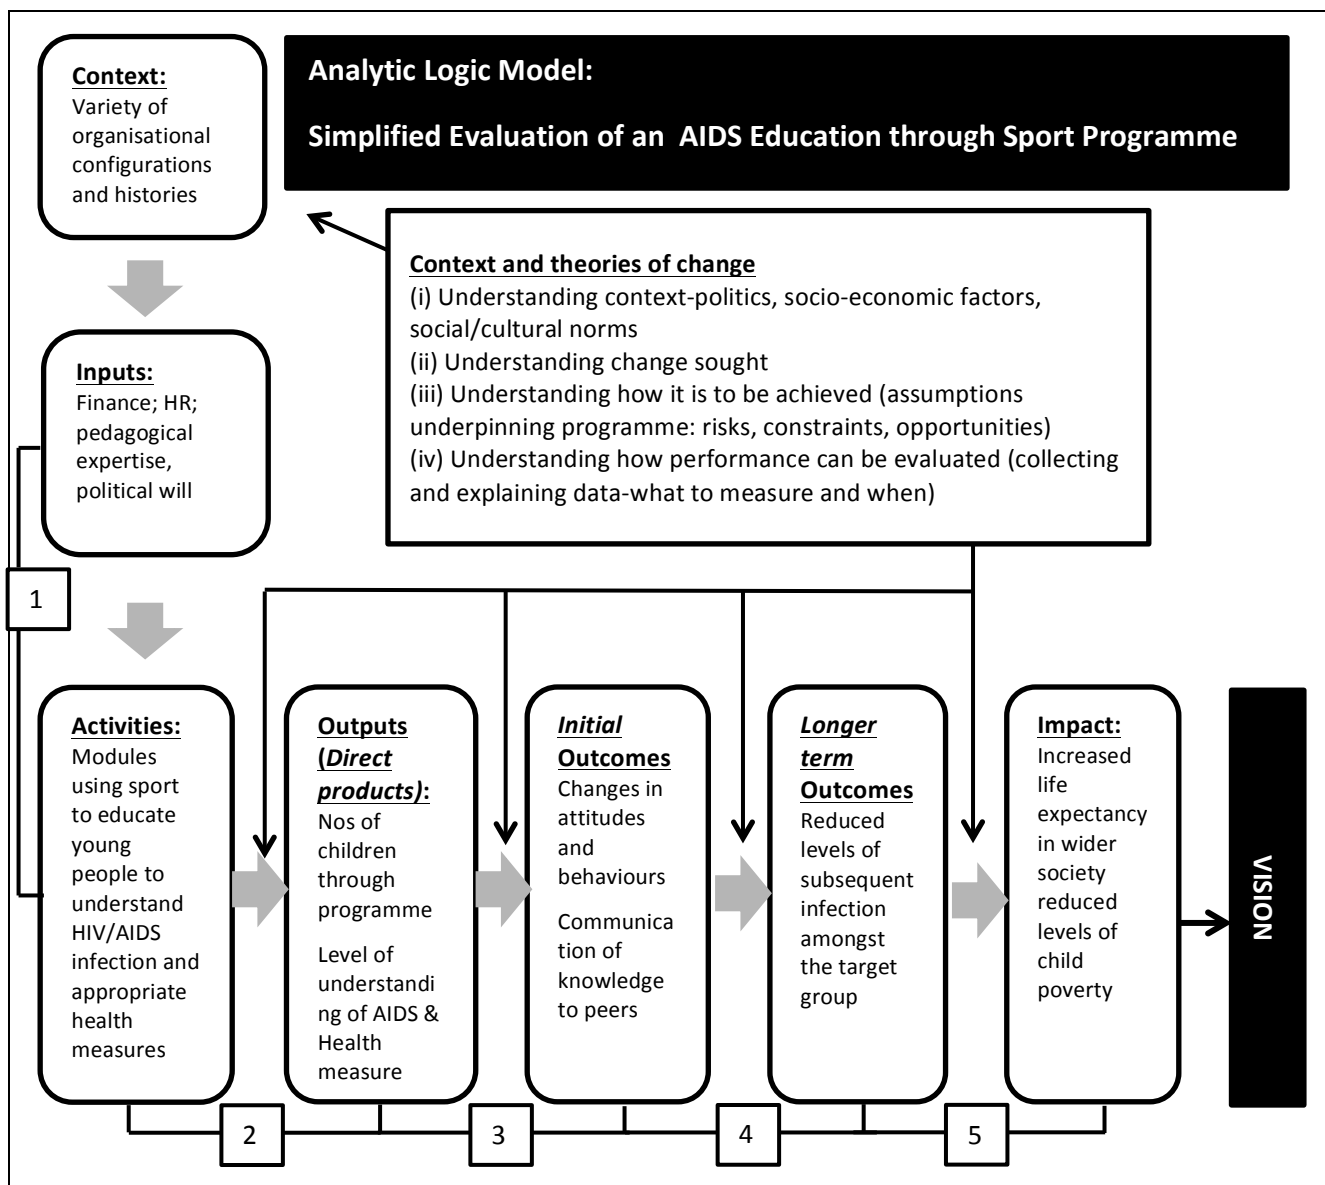 Context:
Variety of
organisational
configurations
and histories
Analytic Logic Model:
Simplified Evaluation of an  AIDS Education through Sport Programme
Context and theories of change
(i) Understanding context-politics, socio-economic factors,
social/cultural norms
(ii) Understanding change sought
(iii) Understanding how it is to be achieved (assumptions
underpinning programme: risks, constraints, opportunities)
(iv) Understanding how performance can be evaluated (collecting
and explaining data-what to measure and when)
Inputs:
Finance; HR;
pedagogical
expertise,
political will
1
Activities:
Modules
using sport
to educate
young
people to
understand
HIV/AIDS
infection and
appropriate
health
measures
Outputs
(Direct
products):
Nos of
children
through
programme
Level of
understandi
ng of AIDS &
Health
measure
Initial
Outcomes
Changes in
attitudes
and
behaviours
Communica
tion of
knowledge
to peers
Longer
term
Outcomes
Reduced
levels of
subsequent
infection
amongst
the target
group
Impact:
Increased
life
expectancy
in wider
society
reduced
levels of
child
poverty
VISION
2
3
4
5